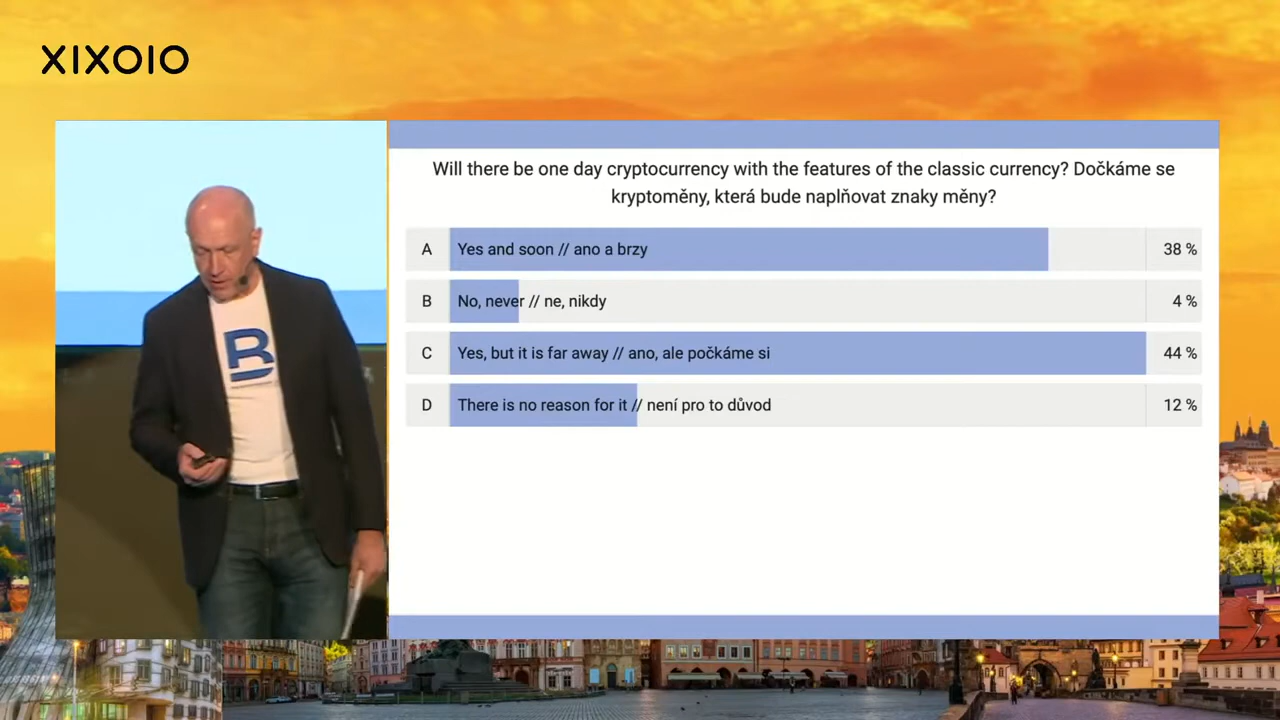 XIXOIO
B
Will there be one day cryptocurrency with the features of the classic currency? Dočkáme se
kryptoměny, která bude naplňovat znaky měny?
A Yes and soon // ano a brzy 38 %
B No, never // ne, nikdy 4 %
C Yes, but it is far away // ano, ale počkáme si 44 %
D There is no reason for it // není pro to důvod 12 %